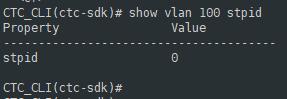 CTC_CLI(ctc-sdk)# show vlan 100 stpid
Property                Value
--------------------------------------
stpid                   0
CTC_CLI(ctc-sdk)#